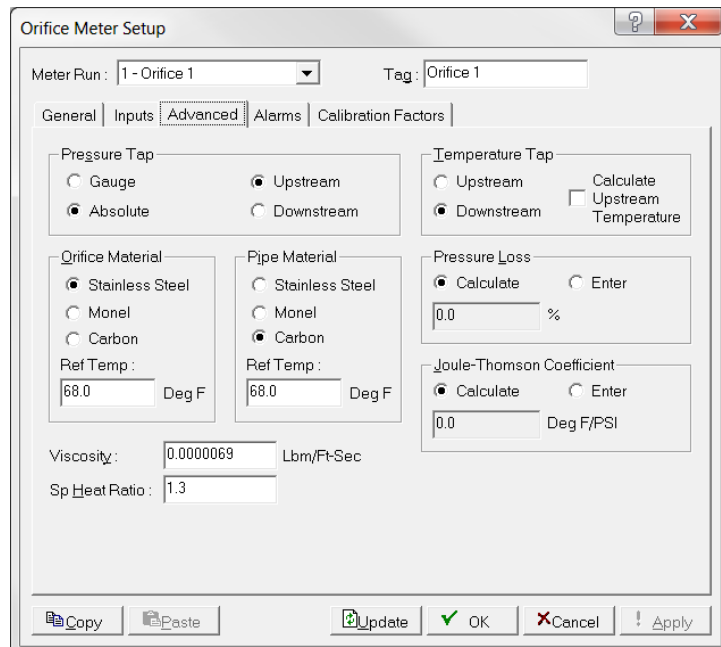 Orifice Meter Setup
Meter Run : 1 - Orifice 1 Tag : Orifice 1
General Inputs Advanced Alarms Calibration Factors
Pressure Tap
Gauge Upstream
Absolute Downstream
Temperature Tap
Upstream
Downstream
Calculate
Upstream
Temperature
Orifice Material
Stainless Steel
Monel
Carbon
Ref Temp :
68.0 Deg F
Pipe Material
Stainless Steel
Monel
Carbon
Ref Temp :
68.0 Deg F
Pressure Loss
Calculate Enter
0.0 %
Joule-Thomson Coefficient
Calculate Enter
0.0 Deg F/PSI
Viscosity : 0.0000069 Lbm/Ft-Sec
Sp Heat Ratio : 1.3
Copy Paste Update OK Cancel Apply